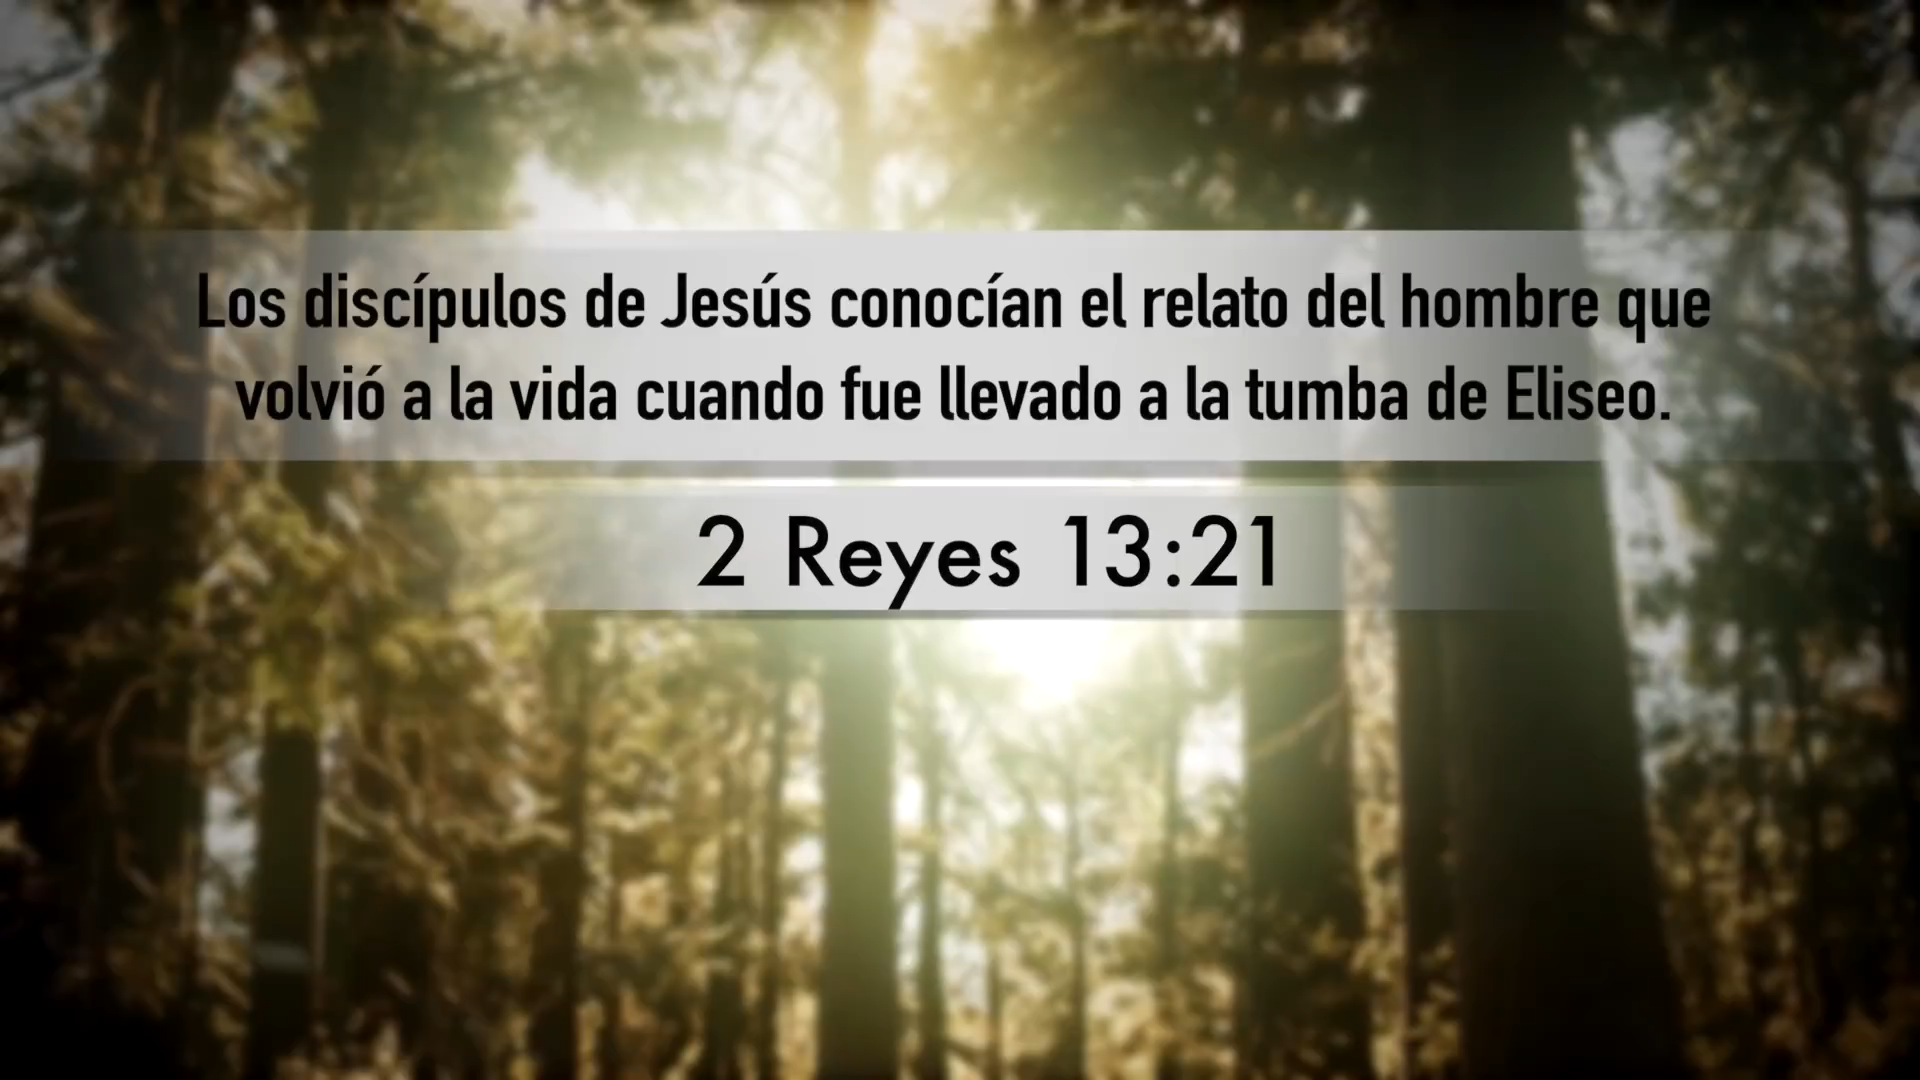 Los discípulos de Jesús conocían el relato del hombre que
volvió a la vida cuando fue llevado a la tumba de Eliseo.
2 Reyes 13:21